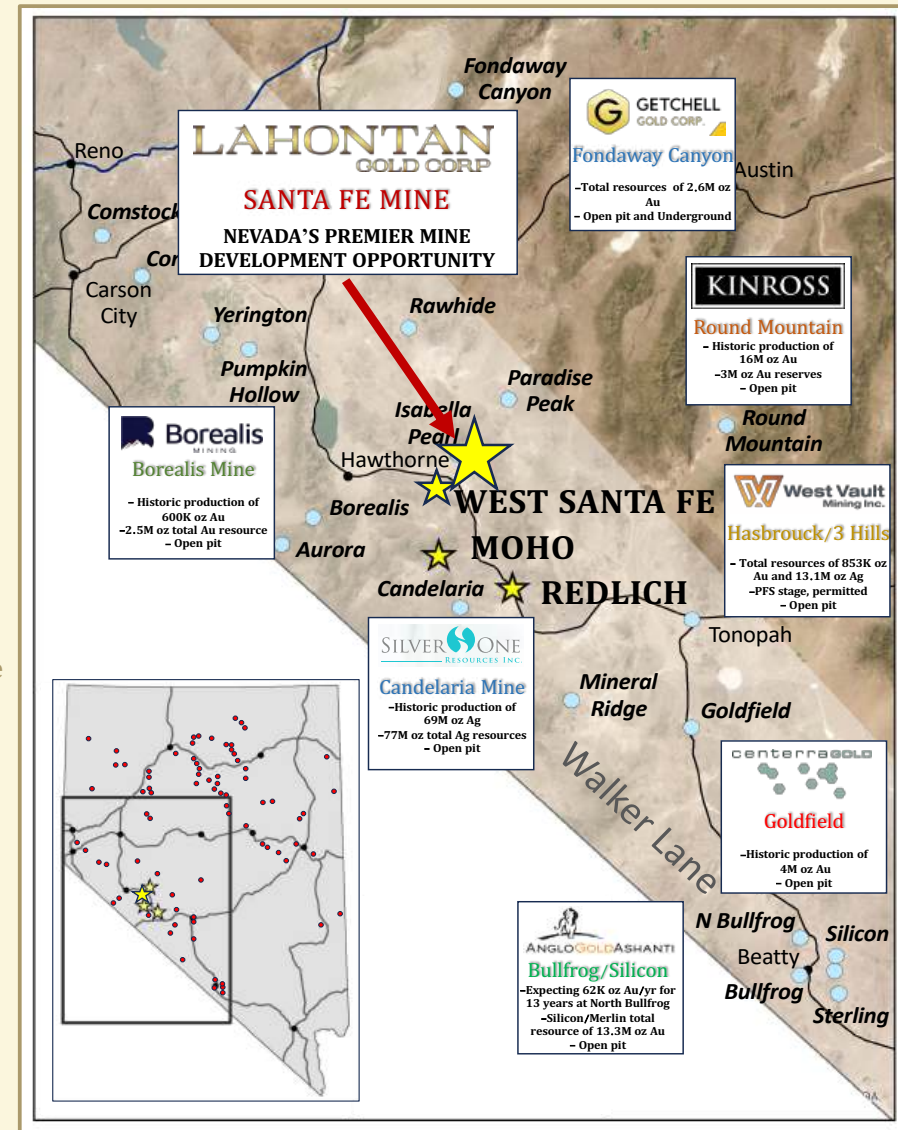 Fondaway
Canyon
GETCHELL
GOLD CORP.
Fondaway Canyon
–Total resources of 2.6M oz
Au
– Open pit and Underground
Austin
LAHONTAN
GOLD CORP
SANTA FE MINE
NEVADA'S PREMIER MINE
DEVELOPMENT OPPORTUNITY
Reno
Comstock
Carson
City
Yerington
Pumpkin
Hollow
Rawhide
Paradise
Peak
Isabella
Pearl
Hawthorne
KINROSS
Round Mountain
– Historic production of
16M oz Au
–3M oz Au reserves
– Open pit
Round
Mountain
Borealis
MINING
Borealis Mine
– Historic production of
600K oz Au
–2.5M oz total Au resource
– Open pit
Borealis
Aurora
WEST SANTA FE
MOHO
REDLICH
Candelaria
West Vault
Mining Inc.
Hasbrouck/3 Hills
– Total resources of 853K oz
Au and 13.1M oz Ag
–PFS stage, permitted
– Open pit
Tonopah
SILVER ONE
RESOURCES INC.
Candelaria Mine
–Historic production of
69M oz Ag
–77M oz total Ag resources
– Open pit
Mineral
Ridge
Goldfield
Walker Lane
centerraGOLD
Goldfield
–Historic production of
4M oz Au
– Open pit
ANGLOGOLDASHANTI
Bullfrog/Silicon
–Expecting 62K oz Au/yr for
13 years at North Bullfrog
–Silicon/Merlin total
resource of 13.3M oz Au
– Open pit
N Bullfrog
Silicon
Beatty
Bullfrog
Sterling